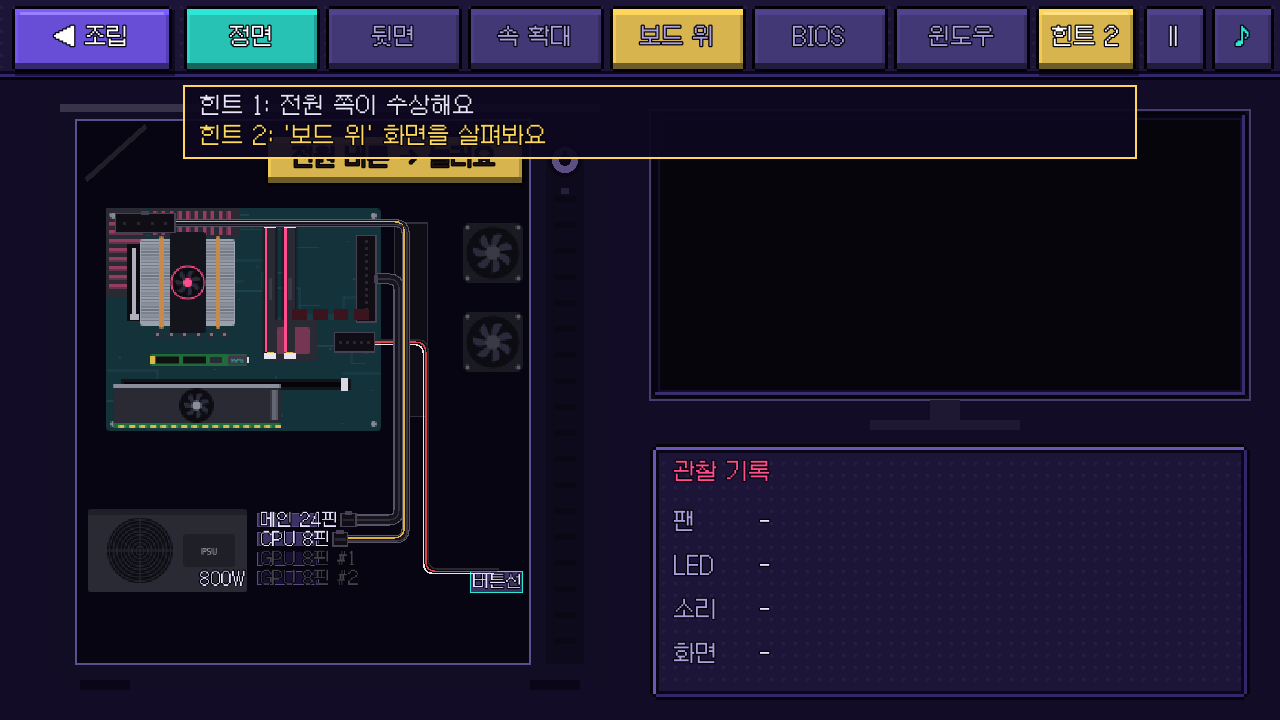 ◀ 조립
정면
뒷면
속 확대
보드 위
BIOS
윈도우
힌트 2
힌트 1: 전원 쪽이 수상해요
힌트 2: '보드 위' 화면을 살펴봐요
PSU
800W
메인 24핀
CPU 8핀
GPU 8핀 #1
GPU 8핀 #2
버튼선
관찰 기록
팬 -
LED -
소리 -
화면 -